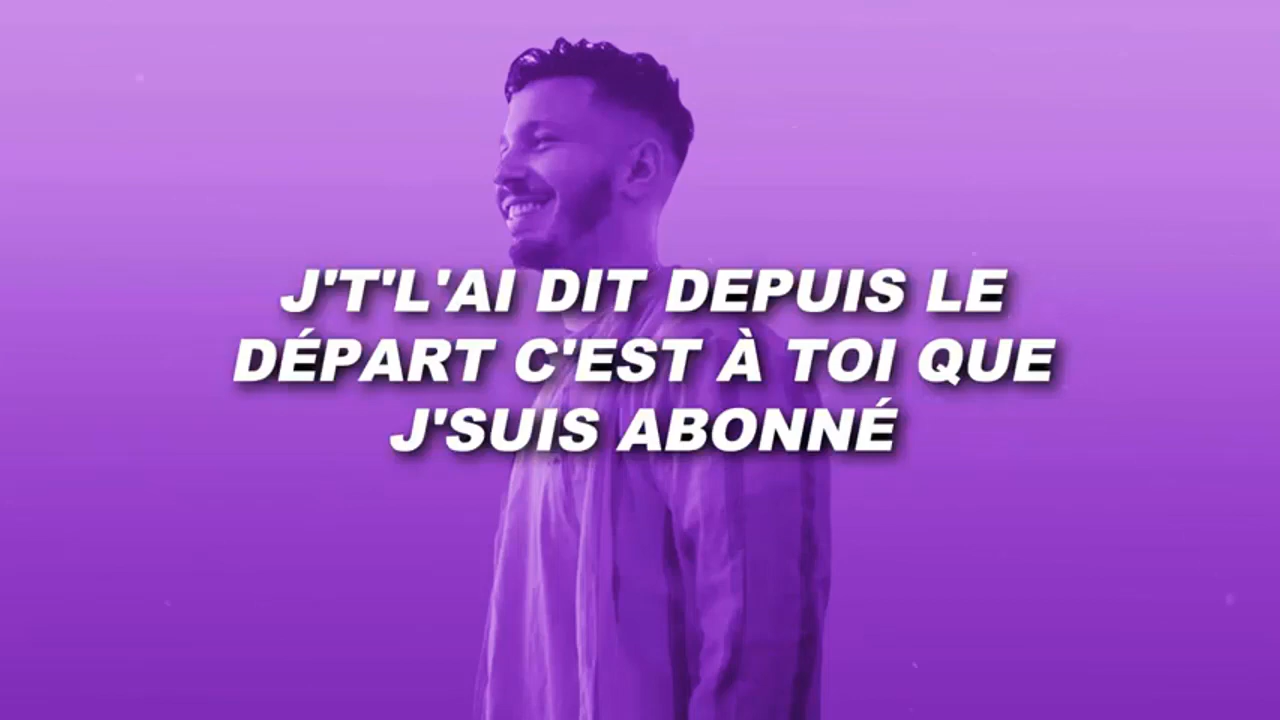 J'T'L'AI DIT DEPUIS LE
DÉPART C'EST À TOI QUE
J'SUIS ABONNÉ